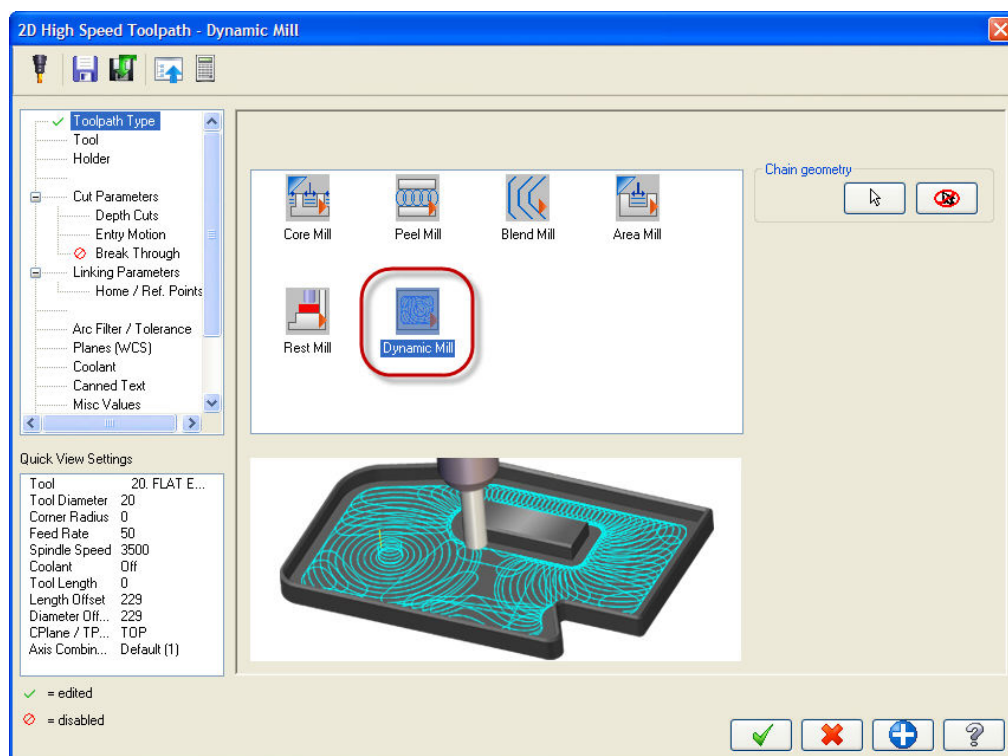 2D High Speed Toolpath - Dynamic Mill
Toolpath Type
Tool
Holder
Cut Parameters
Depth Cuts
Entry Motion
Break Through
Linking Parameters
Home / Ref. Points
Arc Filter / Tolerance
Planes (WCS)
Coolant
Canned Text
Misc Values
Core Mill
Peel Mill
Blend Mill
Area Mill
Rest Mill
Dynamic Mill
Chain geometry
Quick View Settings
Tool 20. FLAT E...
Tool Diameter 20
Corner Radius 0
Feed Rate 50
Spindle Speed 3500
Coolant Off
Tool Length 0
Length Offset 229
Diameter Off... 229
CPlane / TP... TOP
Axis Combin... Default (1)
= edited
= disabled